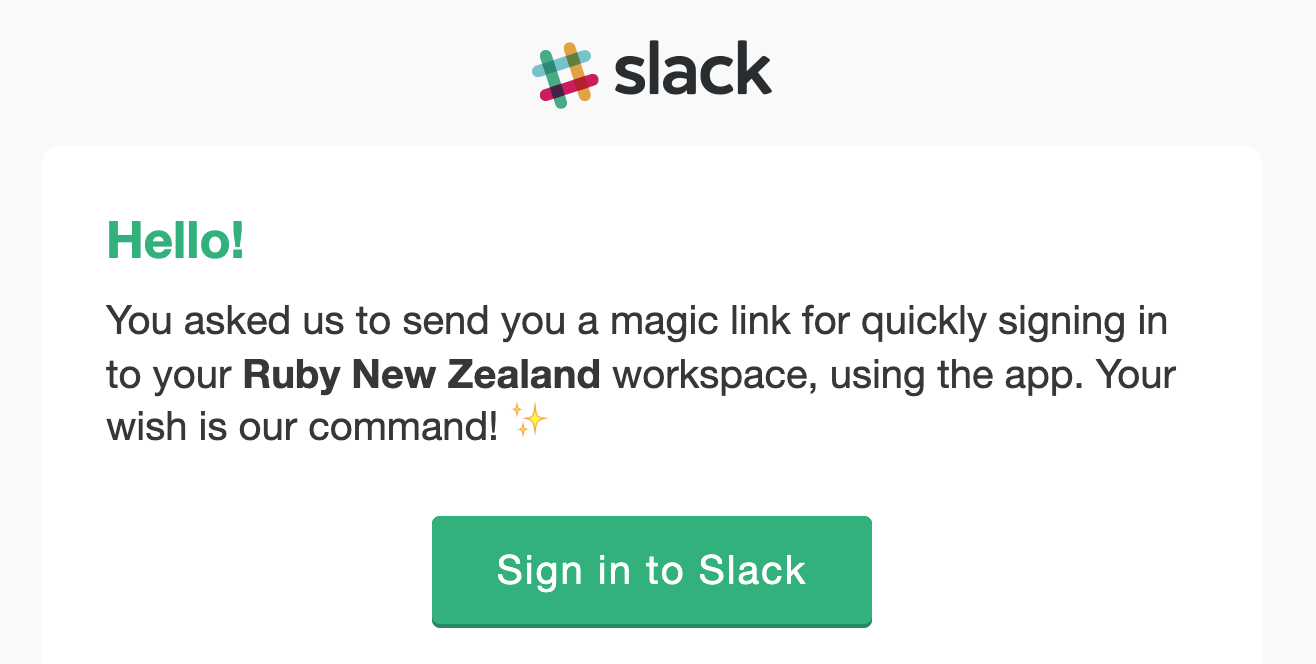 slack
Hello!
You asked us to send you a magic link for quickly signing in
to your Ruby New Zealand workspace, using the app. Your
wish is our command! ✨
Sign in to Slack